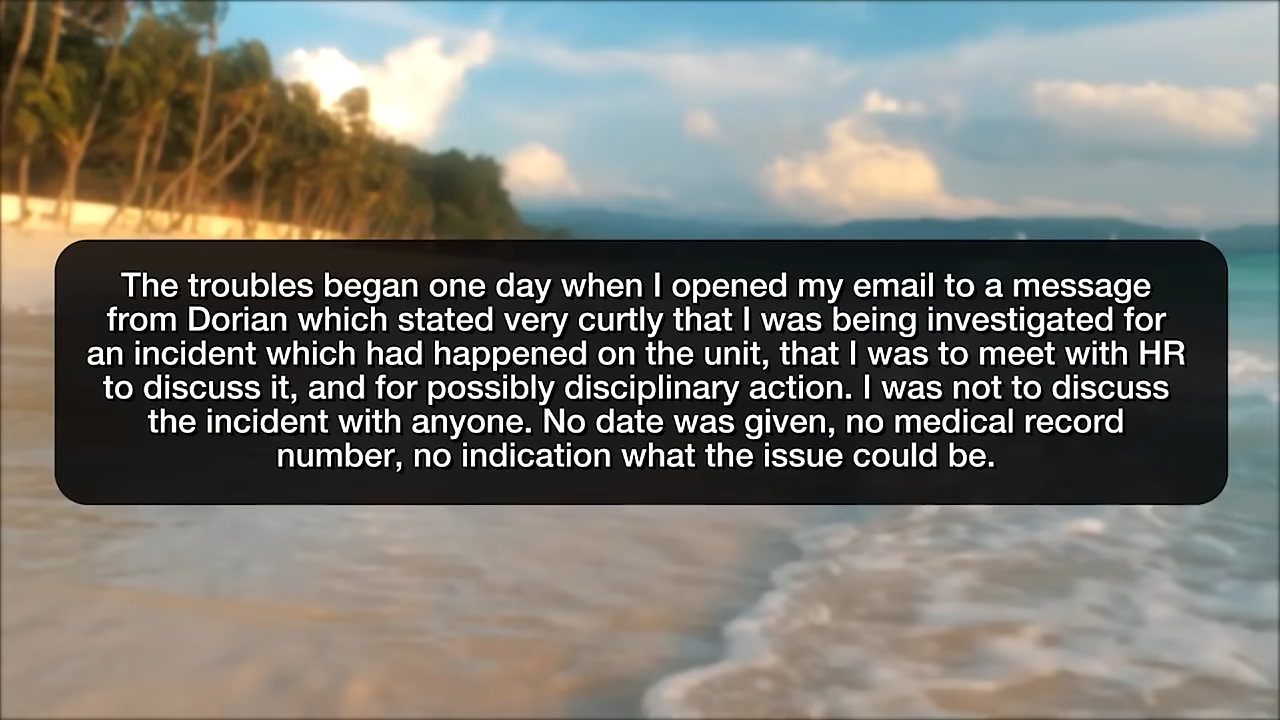 The troubles began one day when I opened my email to a message
from Dorian which stated very curtly that I was being investigated for
an incident which had happened on the unit, that I was to meet with HR
to discuss it, and for possibly disciplinary action. I was not to discuss
the incident with anyone. No date was given, no medical record
number, no indication what the issue could be.